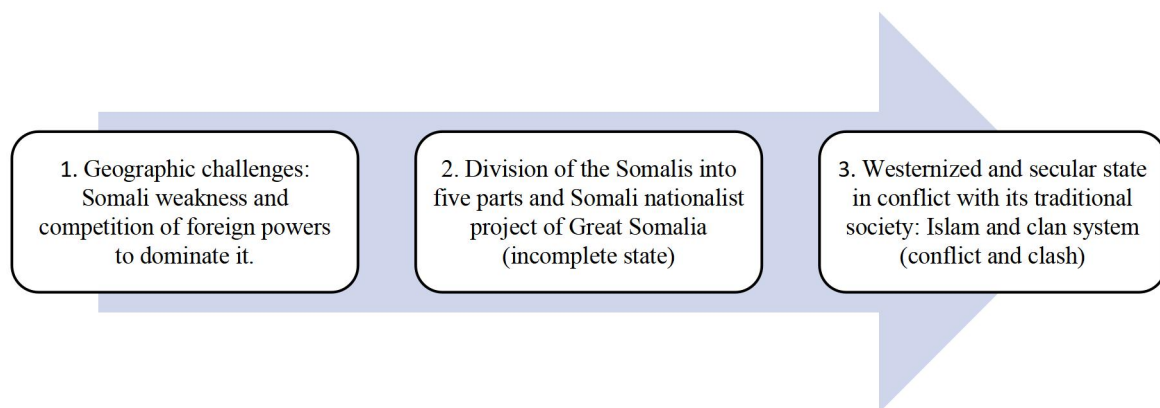 1. Geographic challenges:
Somali weakness and
competition of foreign powers
to dominate it.
2. Division of the Somalis into
five parts and Somali nationalist
project of Great Somalia
(incomplete state)
3. Westernized and secular state
in conflict with its traditional
society: Islam and clan system
(conflict and clash)